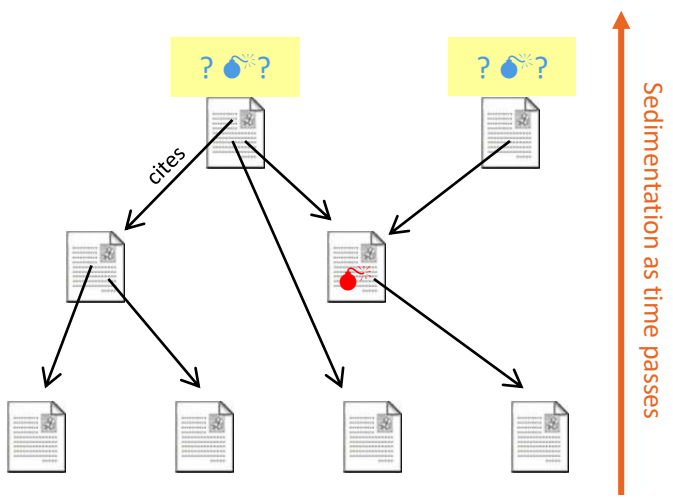 ? 💣 ?
? 💣 ?
cites
Sedimentation as time passes